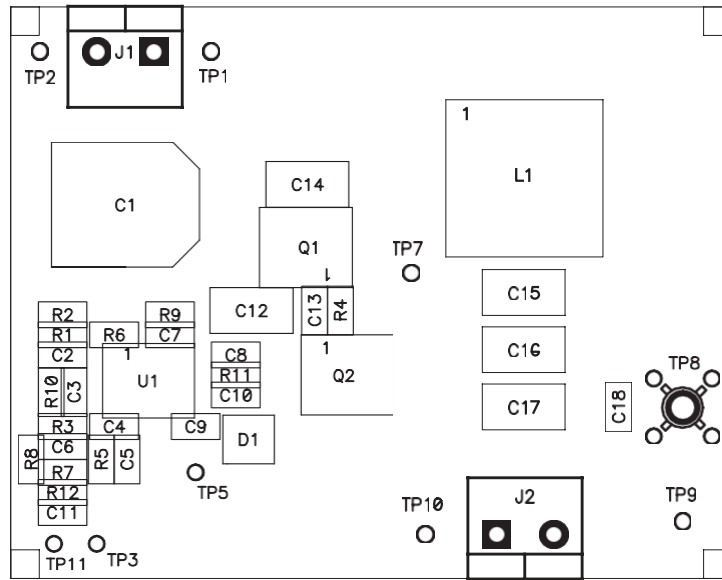 J1
TP2
TP1
1
L1
C14
C1
Q1
TP7
1
C15
R2
R9
C12
C13
R4
R1
R6
C7
C2
1
C8
1
C16
U1
R11
Q2
TP8
R10
C3
C10
C17
C18
R3
C4
C9
D1
C6
R8
R5
C5
R7
TP5
R12
J2
C11
TP10
TP9
TP11
TP3